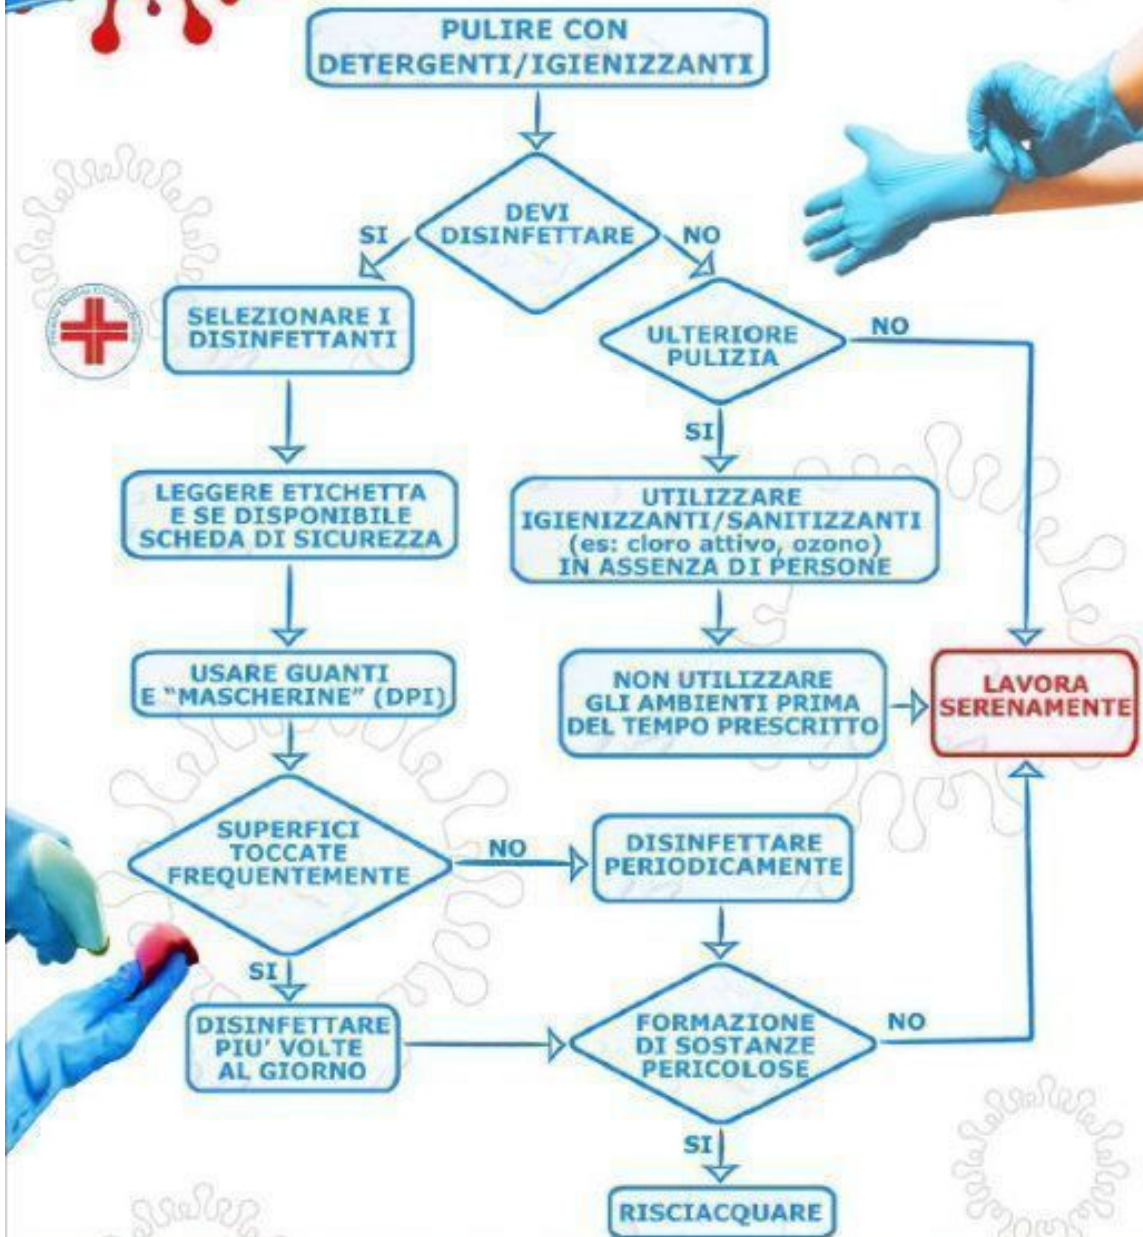 PULIRE CON
DETERGENTI/IGIENIZZANTI
DEVI
DISINFETTARE
SI
NO
SELEZIONARE I
DISINFETTANTI
ULTERIORE
PULIZIA
NO
SI
LEGGERE ETICHETTA
E SE DISPONIBILE
SCHEDA DI SICUREZZA
UTILIZZARE
IGIENIZZANTI/SANITIZZANTI
(es: cloro attivo, ozono)
IN ASSENZA DI PERSONE
USARE GUANTI
E “MASCHERINE” (DPI)
NON UTILIZZARE
GLI AMBIENTI PRIMA
DEL TEMPO PRESCRITTO
LAVORA
SERENAMENTE
SUPERFICI
TOCCATE
FREQUENTEMENTE
NO
DISINFETTARE
PERIODICAMENTE
SI
DISINFETTARE
PIU’ VOLTE
AL GIORNO
FORMAZIONE
DI SOSTANZE
PERICOLOSE
NO
SI
RISCIACQUARE